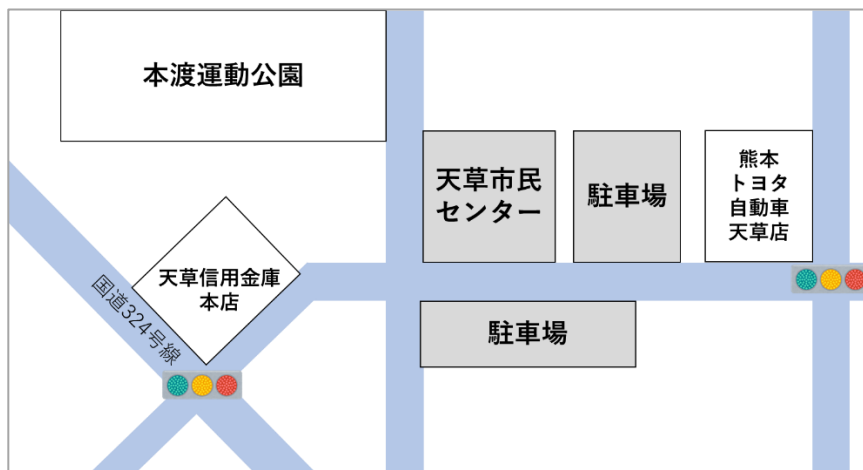 本渡運動公園
天草市民
センター
駐車場
熊本
トヨタ
自動車
天草店
天草信用金庫
本店
国道324号線
駐車場